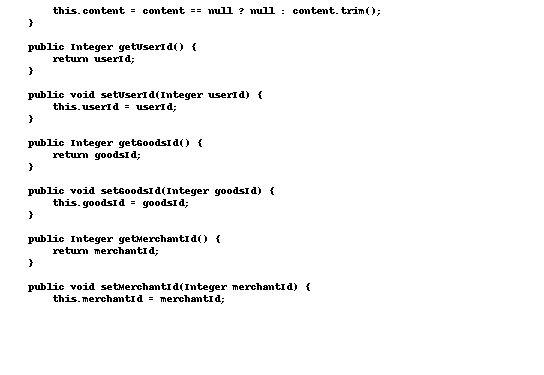 this.content = content == null ? null : content.trim();
    }

    public Integer getUserId() {
        return userId;
    }

    public void setUserId(Integer userId) {
        this.userId = userId;
    }

    public Integer getGoodsId() {
        return goodsId;
    }

    public void setGoodsId(Integer goodsId) {
        this.goodsId = goodsId;
    }

    public Integer getMerchantId() {
        return merchantId;
    }

    public void setMerchantId(Integer merchantId) {
        this.merchantId = merchantId;